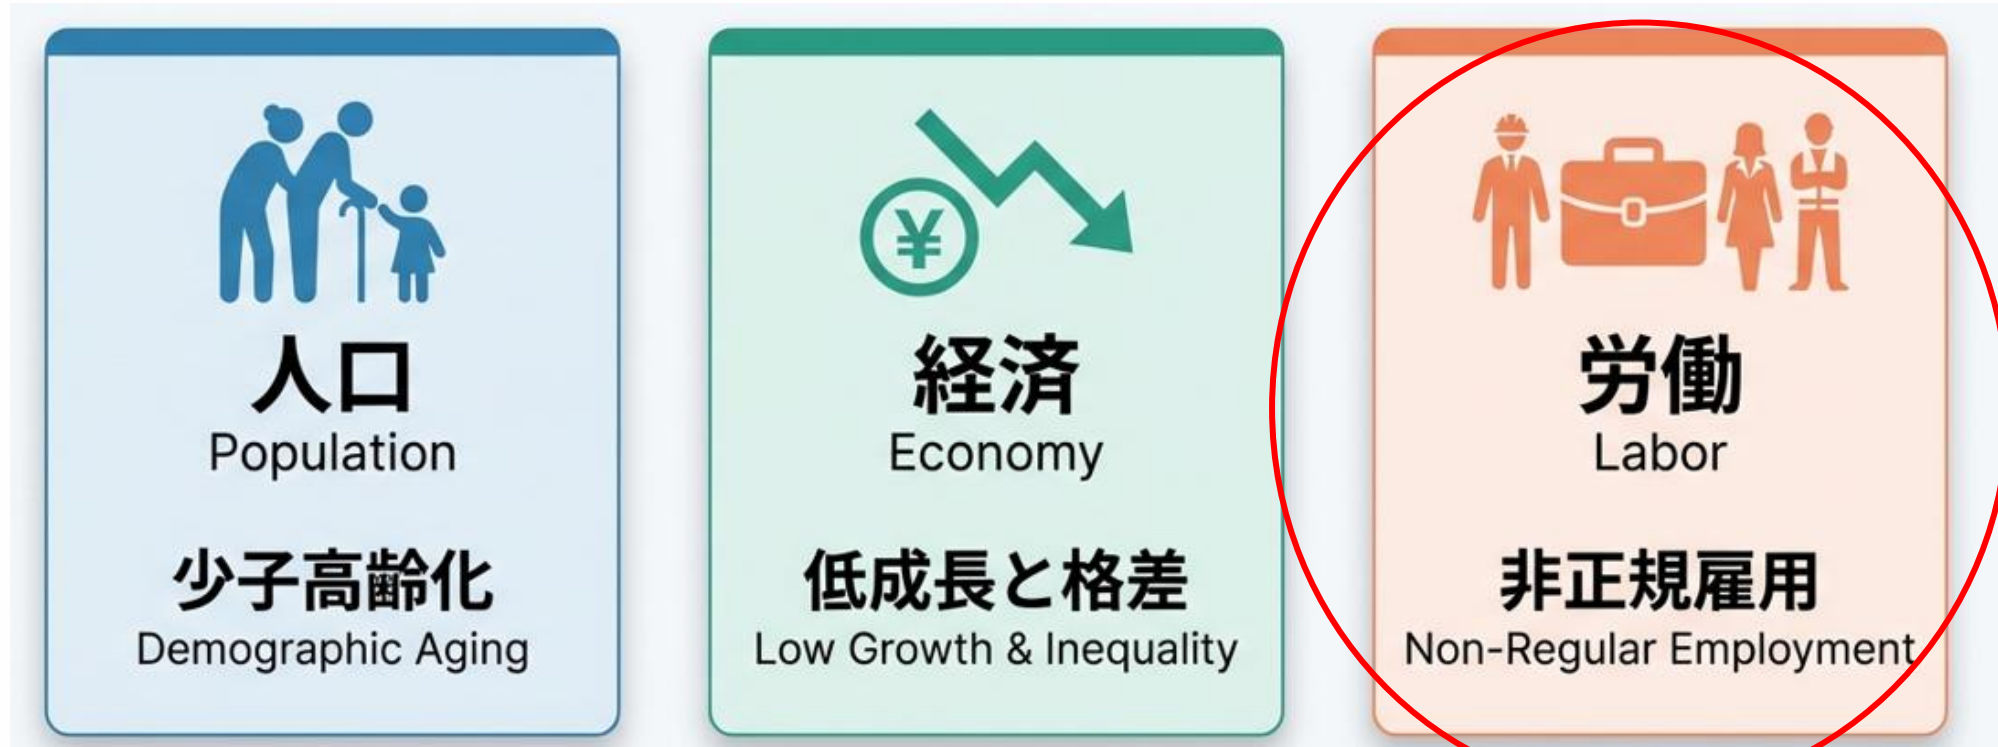 人口
Population
少子高齢化
Demographic Aging
¥
経済
Economy
低成長と格差
Low Growth & Inequality
労働
Labor
非正規雇用
Non-Regular Employment